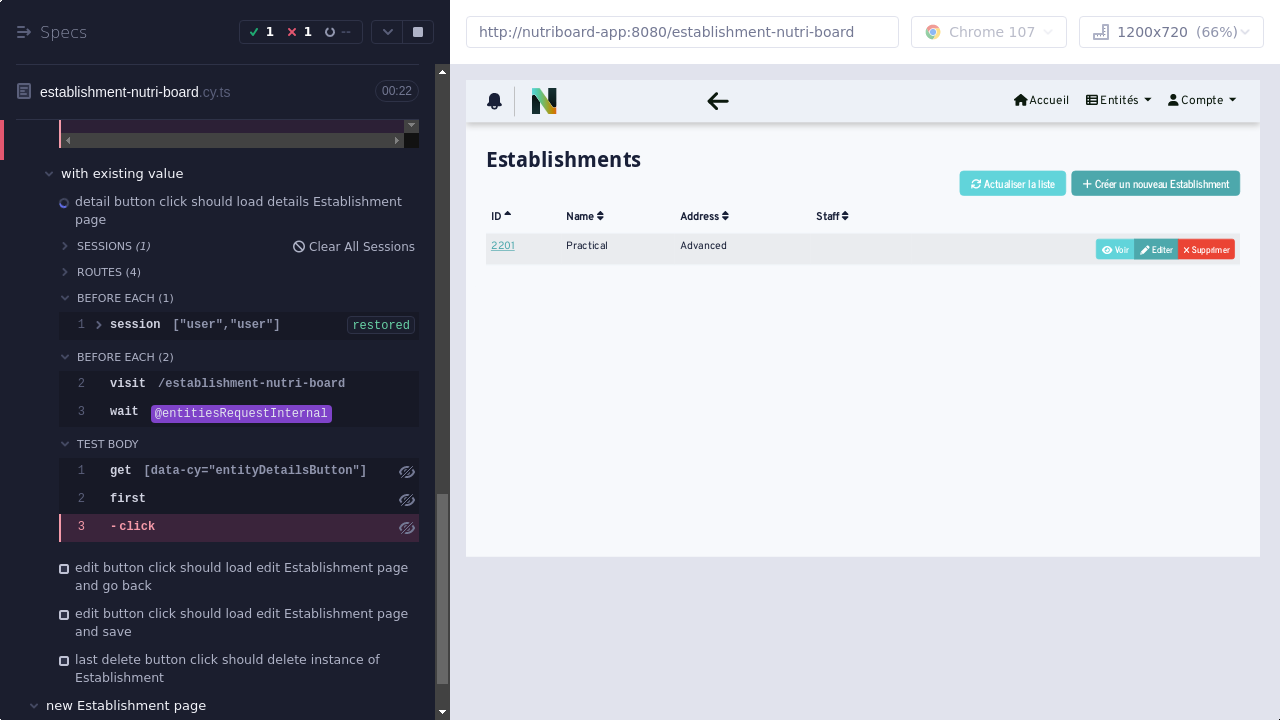 Specs
1
1
--
establishment-nutri-board.cy.ts
00:22
with existing value
detail button click should load details Establishment
page
SESSIONS (1)
Clear All Sessions
ROUTES (4)
BEFORE EACH (1)
1 session ["user","user"] restored
BEFORE EACH (2)
2 visit /establishment-nutri-board
3 wait @entitiesRequestInternal
TEST BODY
1 get [data-cy="entityDetailsButton"]
2 first
3 -click
edit button click should load edit Establishment page
and go back
edit button click should load edit Establishment page
and save
last delete button click should delete instance of
Establishment
new Establishment page
http://nutriboard-app:8080/establishment-nutri-board
Chrome 107
1200x720 (66%)
N
Accueil
Entités
Compte
Establishments
Actualiser la liste
Créer un nouveau Establishment
ID Name Address Staff
2201 Practical Advanced
Voir
Editer
Supprimer